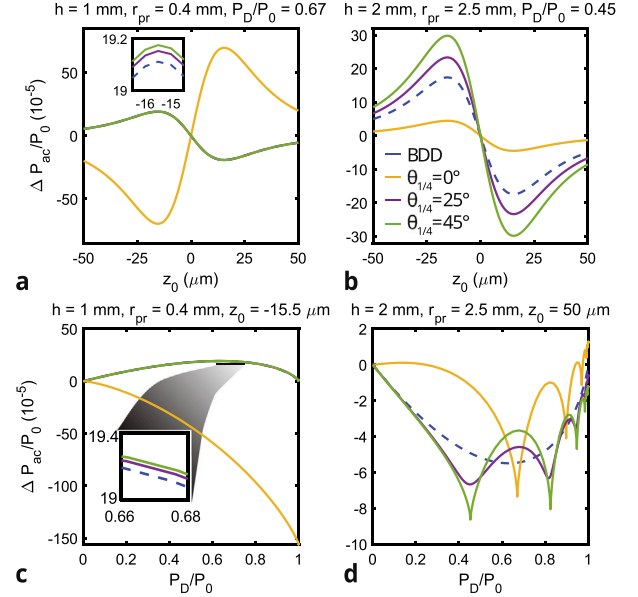 h = 1 mm, r_pr = 0.4 mm, P_D/P_0 = 0.67
Δ P_ac/P_0 (10^-5)
50
0
-50
19.2
19
-16 -15
-50 -25 0 25 50
z_0 (μm)
a
h = 2 mm, r_pr = 2.5 mm, P_D/P_0 = 0.45
30
20
10
0
-10
-20
-30
BDD
θ_1/4=0°
θ_1/4=25°
θ_1/4=45°
-50 -25 0 25 50
z_0 (μm)
b
h = 1 mm, r_pr = 0.4 mm, z_0 = -15.5 μm
Δ P_ac/P_0 (10^-5)
50
0
-50
-100
-150
19.4
19
0.66 0.68
0 0.2 0.4 0.6 0.8 1
P_D/P_0
c
h = 2 mm, r_pr = 2.5 mm, z_0 = 50 μm
2
0
-2
-4
-6
-8
-10
0 0.2 0.4 0.6 0.8 1
P_D/P_0
d